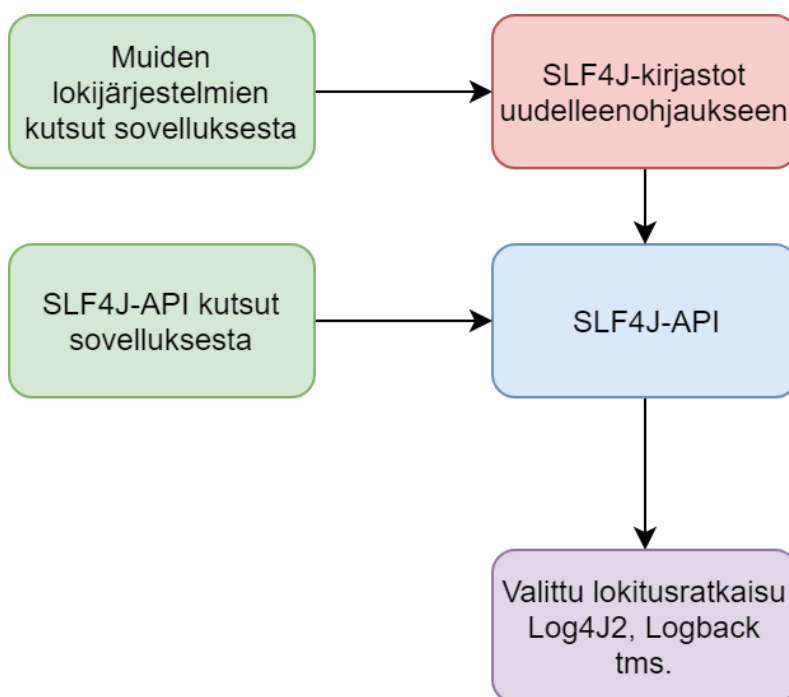 Muiden
lokijärjestelmien
kutsut sovelluksesta
SLF4J-kirjastot
uudelleenohjaukseen
SLF4J-API kutsut
sovelluksesta
SLF4J-API
Valittu lokitusratkaisu
Log4J2, Logback
tms.